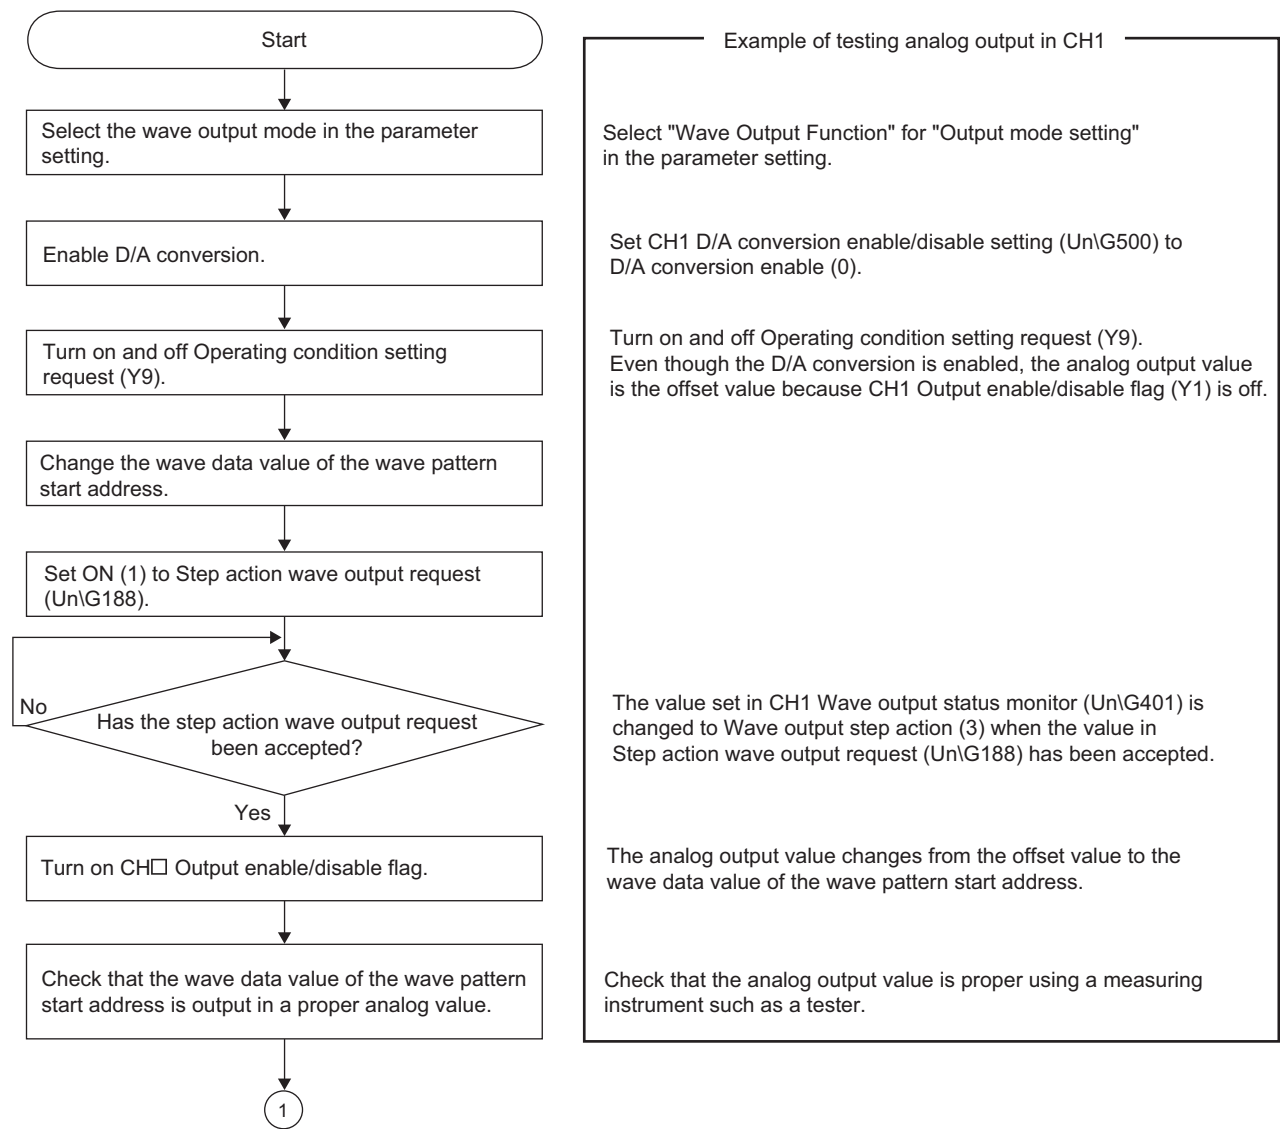 Start
Example of testing analog output in CH1
Select the wave output mode in the parameter
setting.
Select "Wave Output Function" for "Output mode setting"
in the parameter setting.
Enable D/A conversion.
Set CH1 D/A conversion enable/disable setting (Un\G500) to
D/A conversion enable (0).
Turn on and off Operating condition setting
request (Y9).
Turn on and off Operating condition setting request (Y9).
Even though the D/A conversion is enabled, the analog output value
is the offset value because CH1 Output enable/disable flag (Y1) is off.
Change the wave data value of the wave pattern
start address.
Set ON (1) to Step action wave output request
(Un\G188).
No
Has the step action wave output request
been accepted?
The value set in CH1 Wave output status monitor (Un\G401) is
changed to Wave output step action (3) when the value in
Step action wave output request (Un\G188) has been accepted.
Yes
Turn on CH□ Output enable/disable flag.
The analog output value changes from the offset value to the
wave data value of the wave pattern start address.
Check that the wave data value of the wave pattern
start address is output in a proper analog value.
Check that the analog output value is proper using a measuring
instrument such as a tester.
1